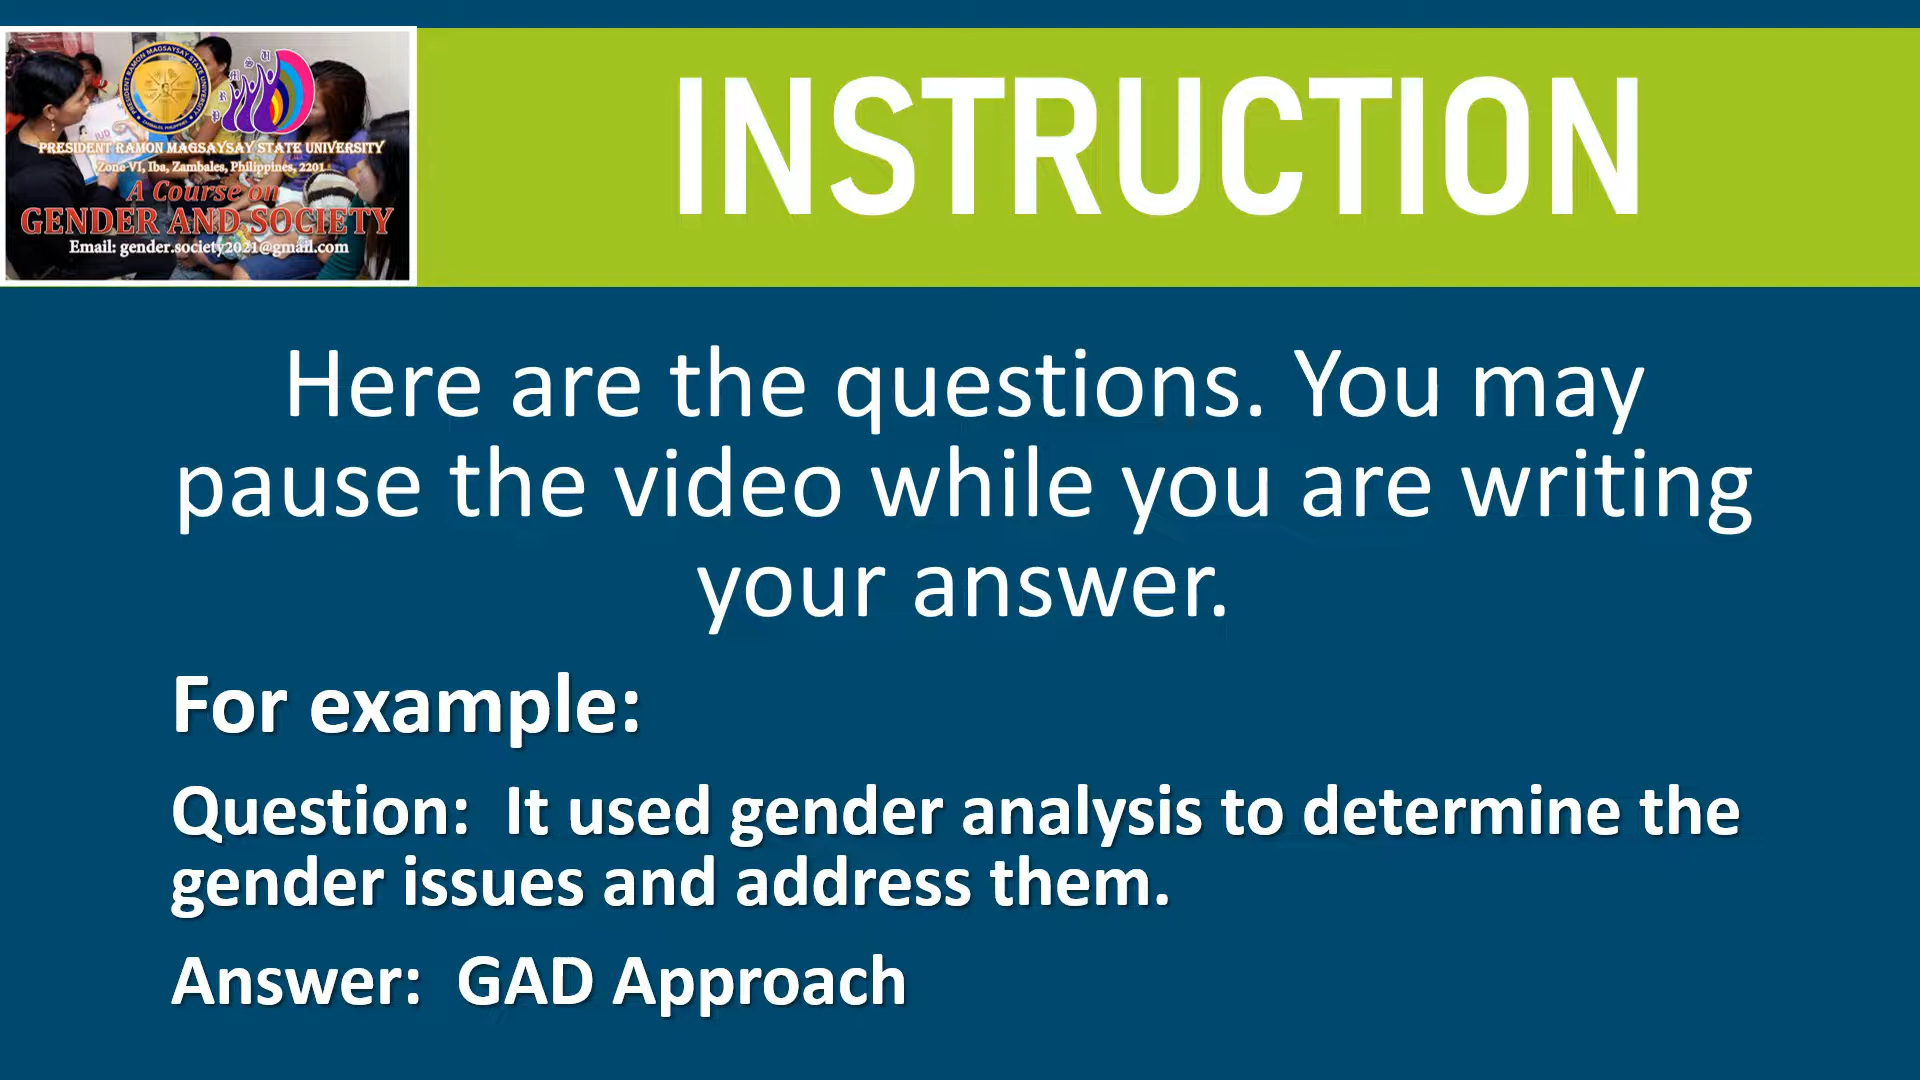 PRESIDENT RAMON MAGSAYSAY STATE UNIVERSITY
Zone VI, Iba, Zambales, Philippines, 2201
A Course on
GENDER AND SOCIETY
Email: gender.society2021@gmail.com
INSTRUCTION
Here are the questions. You may
pause the video while you are writing
your answer.
For example:
Question: It used gender analysis to determine the
gender issues and address them.
Answer: GAD Approach